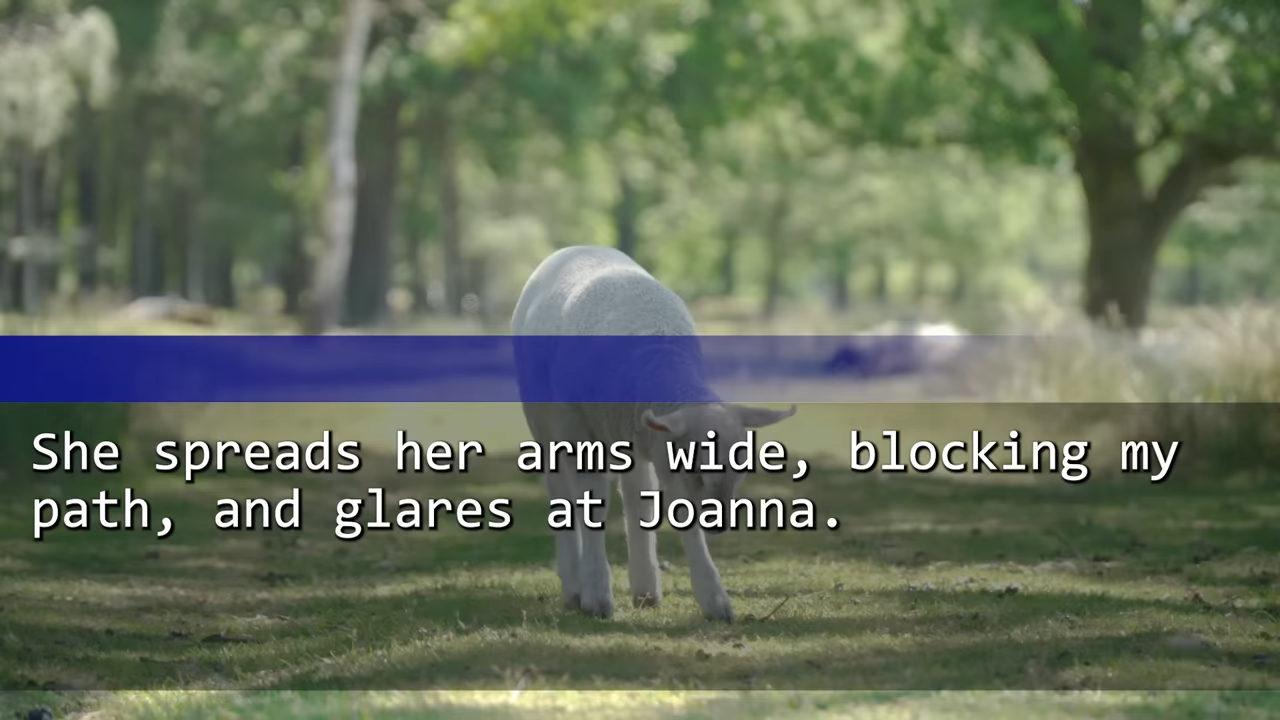 She spreads her arms wide, blocking my
path, and glares at Joanna.